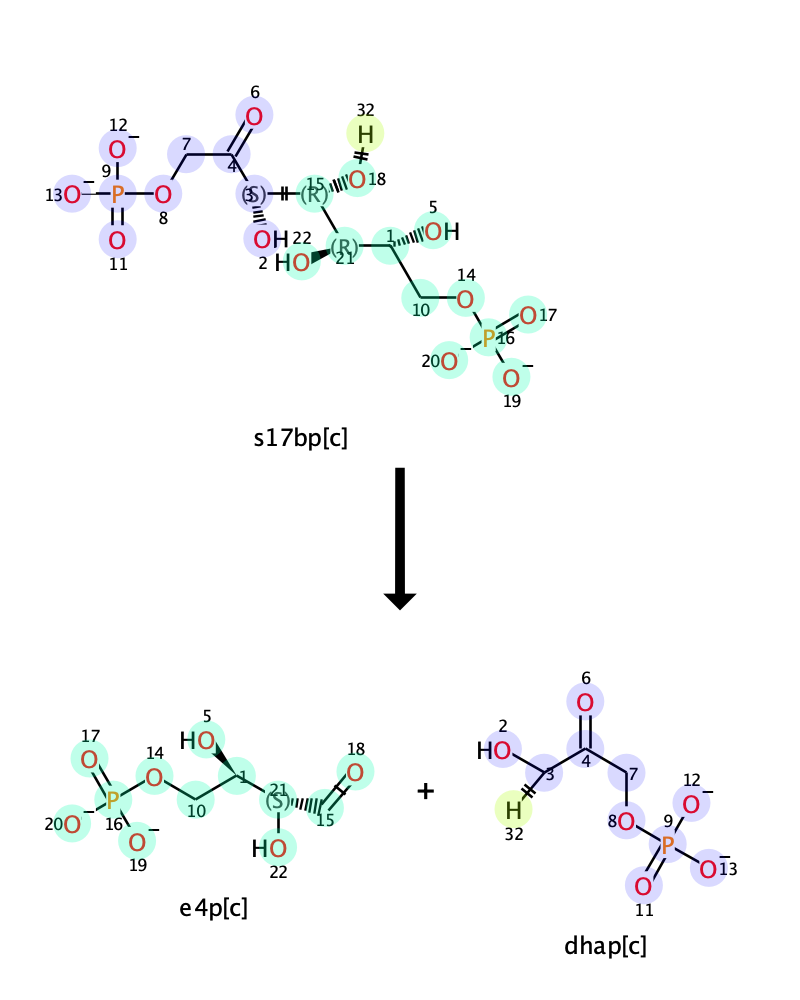 6
32
H
O
12
O−
7
4
9
15
(R)
O
18
13
O−
P
O
3
(S)
5
OH
8
OH
22
HO
(R)
1
2
21
O
11
14
O
10
O
17
P
16
20
O−
O−
19
s17bp[c]
6
O
5
2
17
HO
O
14
18
O
HO
O
21
1
(S)
+
3
4
7
12
P
10
15
H
8
O
9
O−
20
O−
16
O−
HO
32
P
O−
13
19
22
O
11
e4p[c]
dhap[c]